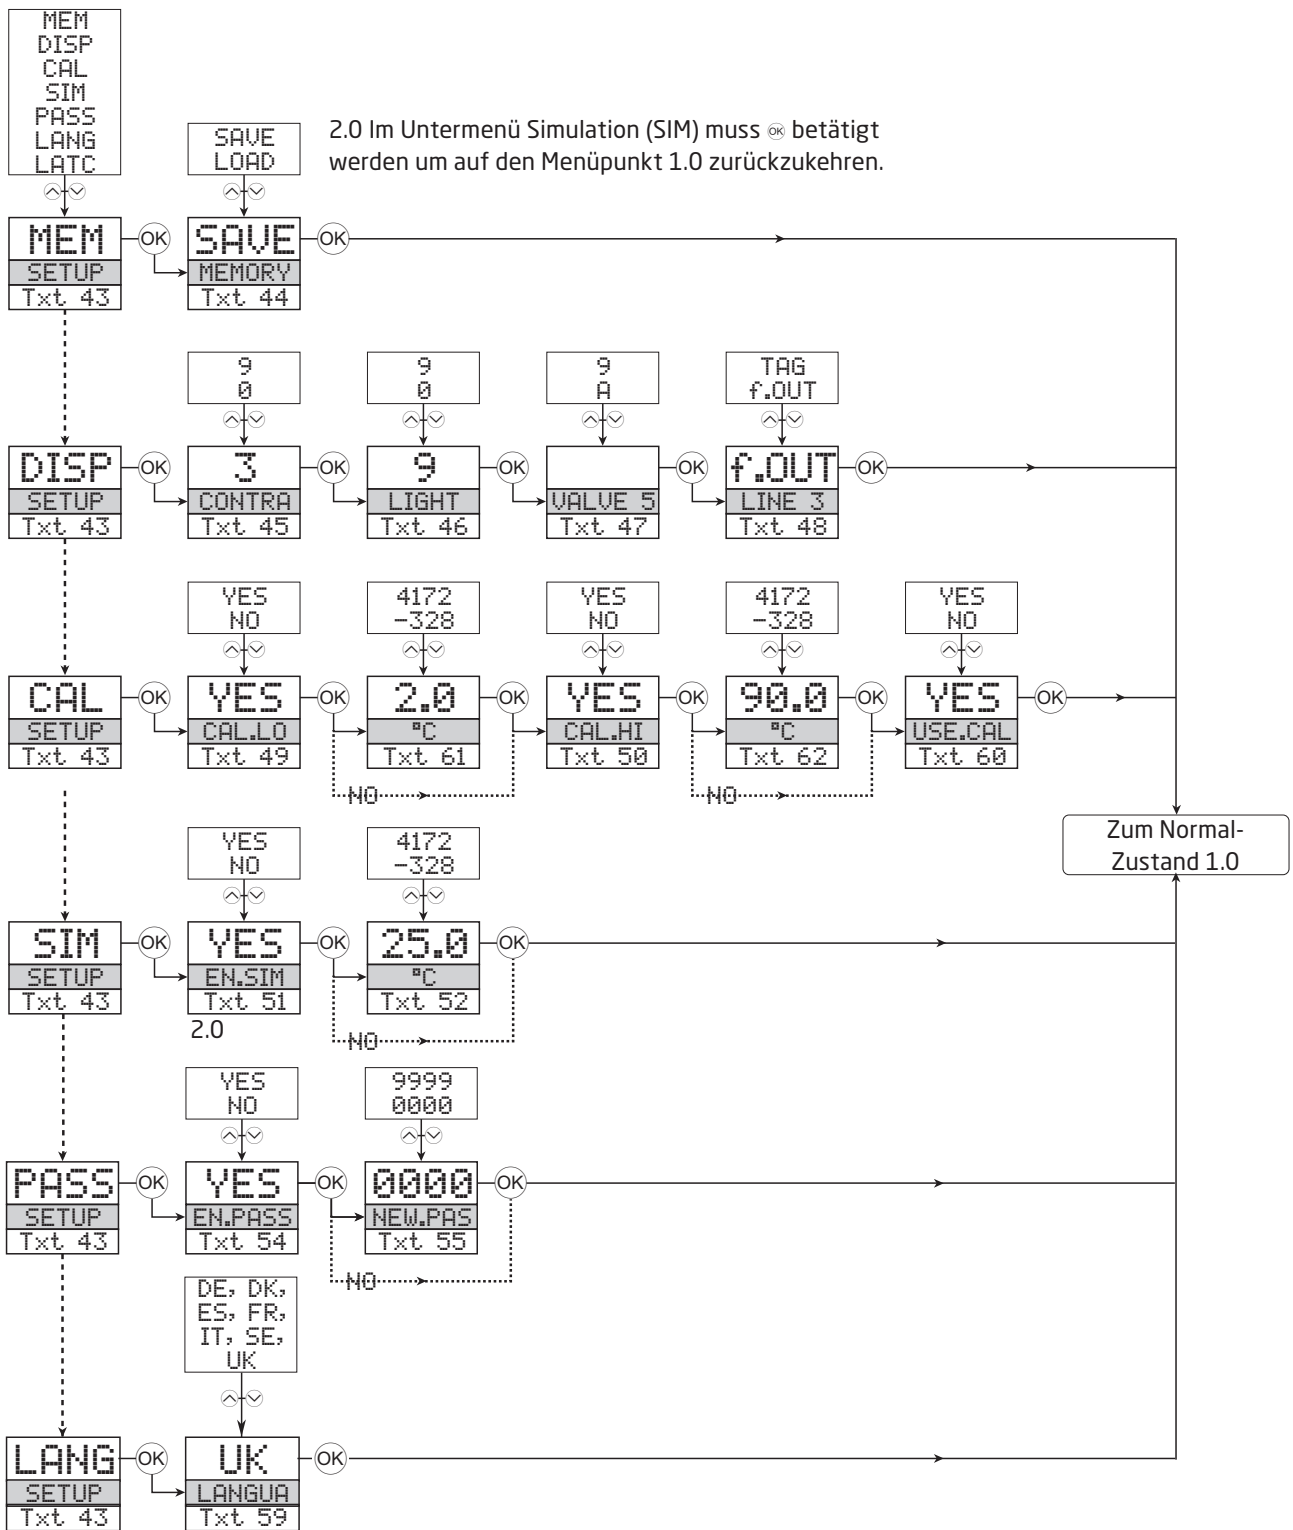 MEM
DISP
CAL
SIM
PASS
LANG
LATC
SAVE
LOAD
2.0 Im Untermenü Simulation (SIM) muss OK betätigt
werden um auf den Menüpunkt 1.0 zurückzukehren.
MEM
SETUP
Txt 43
OK
SAVE
MEMORY
Txt 44
OK
9
0
9
0
9
A
TAG
f.OUT
DISP
SETUP
Txt 43
OK
3
CONTRA
Txt 45
OK
9
LIGHT
Txt 46
OK
VALVE 5
Txt 47
OK
f.OUT
LINE 3
Txt 48
OK
YES
NO
4172
-328
YES
NO
4172
-328
YES
NO
CAL
SETUP
Txt 43
OK
YES
CAL.LO
Txt 49
OK
2.0
°C
Txt 61
OK
YES
CAL.HI
Txt 50
OK
90.0
°C
Txt 62
OK
YES
USE.CAL
Txt 60
OK
NO
NO
Zum Normal-
Zustand 1.0
YES
NO
4172
-328
SIM
SETUP
Txt 43
OK
YES
EN.SIM
Txt 51
OK
25.0
°C
Txt 52
OK
2.0
NO
YES
NO
9999
0000
PASS
SETUP
Txt 43
OK
YES
EN.PASS
Txt 54
OK
0000
NEW.PAS
Txt 55
OK
NO
DE, DK,
ES, FR,
IT, SE,
UK
LANG
SETUP
Txt 43
OK
UK
LANGUA
Txt 59
OK